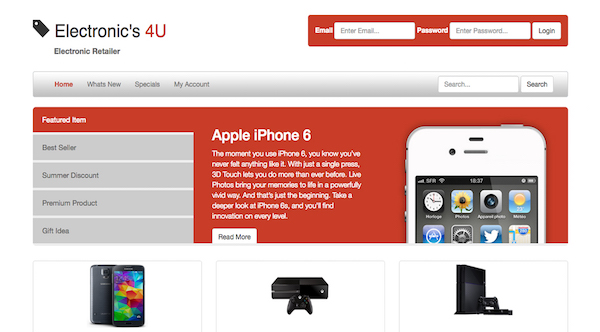 Electronic's 4U
Electronic Retailer
Email Enter Email... Password Enter Password... Login
Home Whats New Specials My Account Search... Search
Featured Item
Best Seller
Summer Discount
Premium Product
Gift Idea
Apple iPhone 6
The moment you use iPhone 6, you know you've
never felt anything like it. With just a single press,
3D Touch lets you do more than ever before. Live
Photos bring your memories to life in a powerfully
vivid way. And that's just the beginning. Take a
deeper look at iPhone 6s, and you'll find
innovation on every level.
Read More
SFR 17:35
Horloge Photos Appareil photo Météo